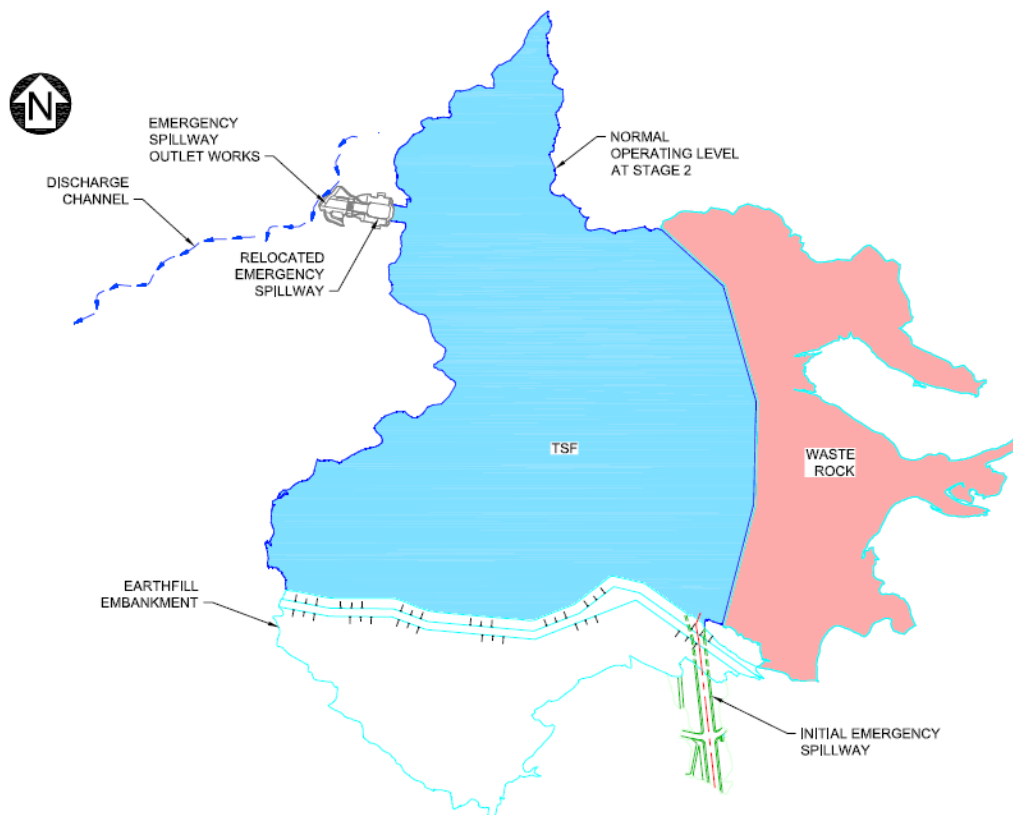 N
EMERGENCY
SPILLWAY
OUTLET WORKS
NORMAL
OPERATING LEVEL
AT STAGE 2
DISCHARGE
CHANNEL
RELOCATED
EMERGENCY
SPILLWAY
TSF
WASTE
ROCK
EARTHFILL
EMBANKMENT
INITIAL EMERGENCY
SPILLWAY